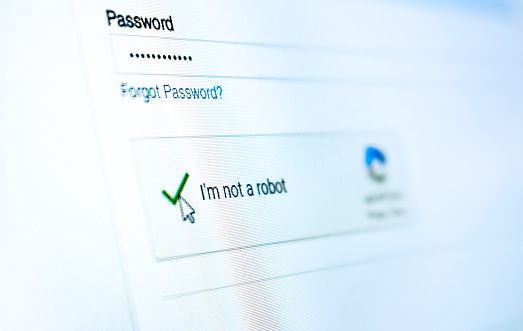 Password
••••••••••••
Forgot Password?
I'm not a robot